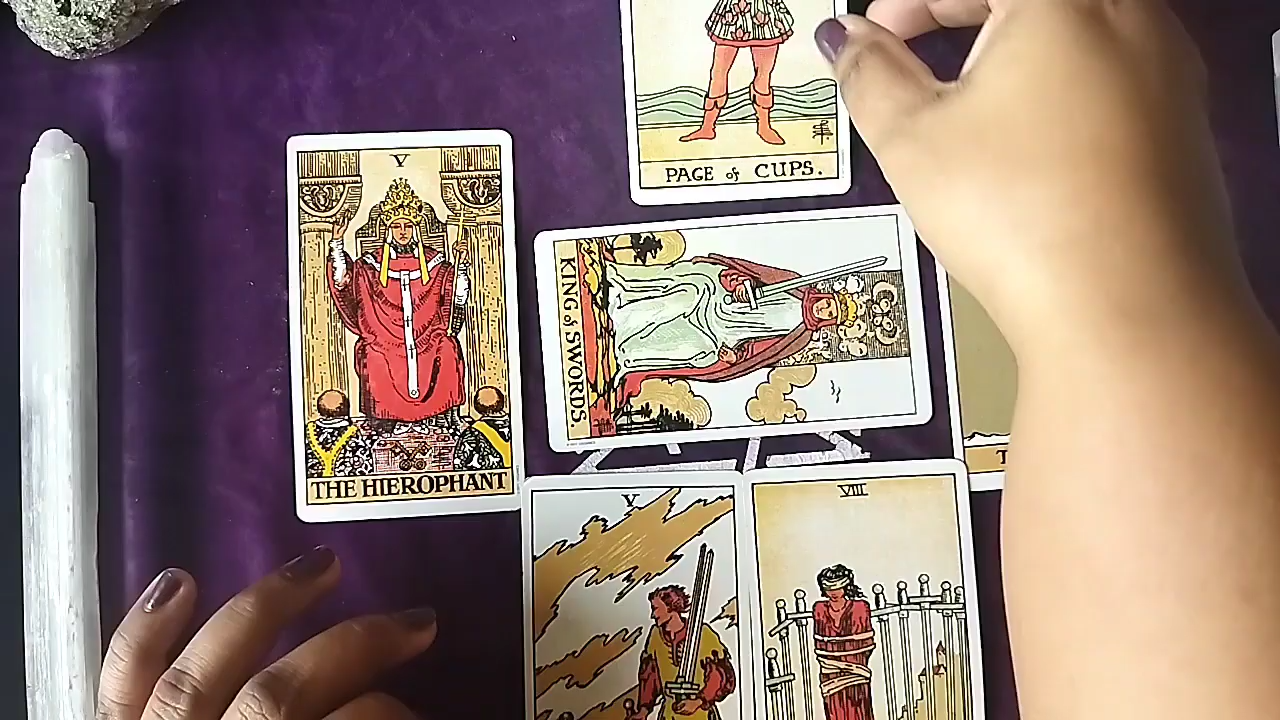 PAGE of CUPS.
V
THE HIEROPHANT
KING of SWORDS.
V
VIII
T